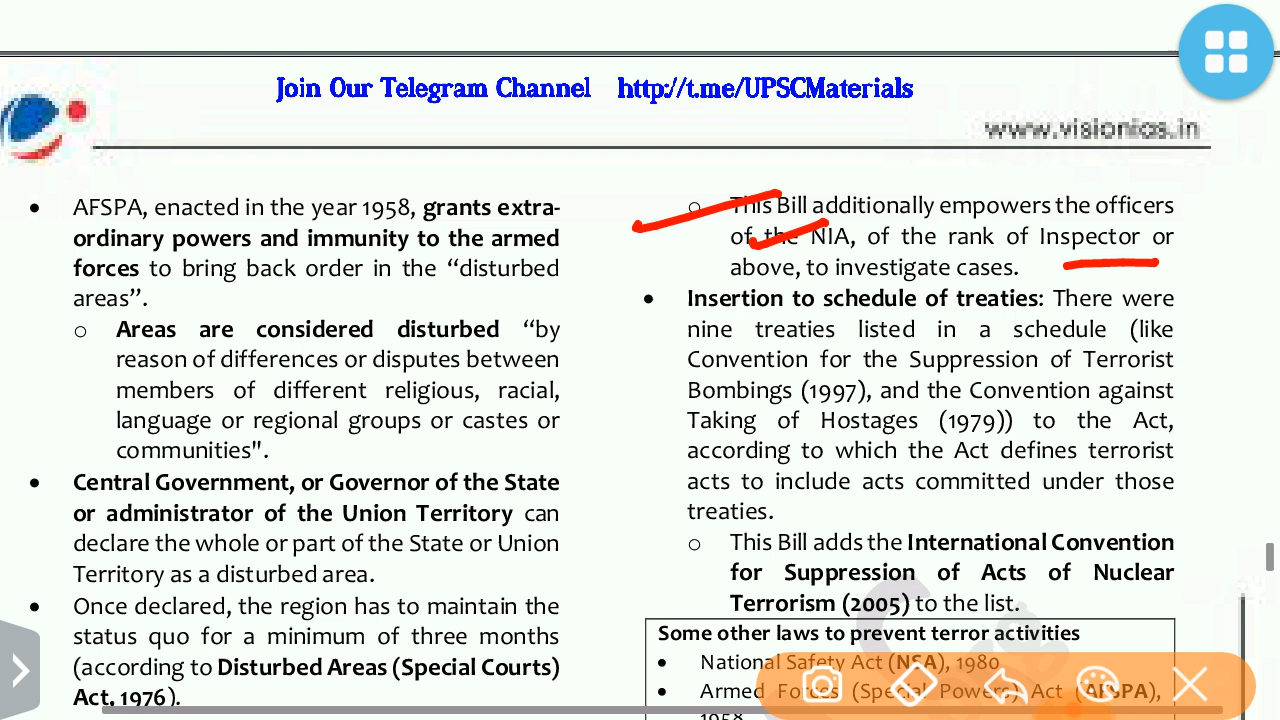 Join Our Telegram Channel http://t.me/UPSCMaterials
www.visionias.in
• AFSPA, enacted in the year 1958, grants extra-
ordinary powers and immunity to the armed
forces to bring back order in the “disturbed
areas”.
o Areas are considered disturbed “by
reason of differences or disputes between
members of different religious, racial,
language or regional groups or castes or
communities".
• Central Government, or Governor of the State
or administrator of the Union Territory can
declare the whole or part of the State or Union
Territory as a disturbed area.
• Once declared, the region has to maintain the
status quo for a minimum of three months
(according to Disturbed Areas (Special Courts)
Act, 1976).
o This Bill additionally empowers the officers
of the NIA, of the rank of Inspector or
above, to investigate cases.
• Insertion to schedule of treaties: There were
nine treaties listed in a schedule (like
Convention for the Suppression of Terrorist
Bombings (1997), and the Convention against
Taking of Hostages (1979)) to the Act,
according to which the Act defines terrorist
acts to include acts committed under those
treaties.
o This Bill adds the International Convention
for Suppression of Acts of Nuclear
Terrorism (2005) to the list.
Some other laws to prevent terror activities
• National Safety Act (NSA), 1980
• Armed Forces (Special Powers) Act (AFSPA),
1958